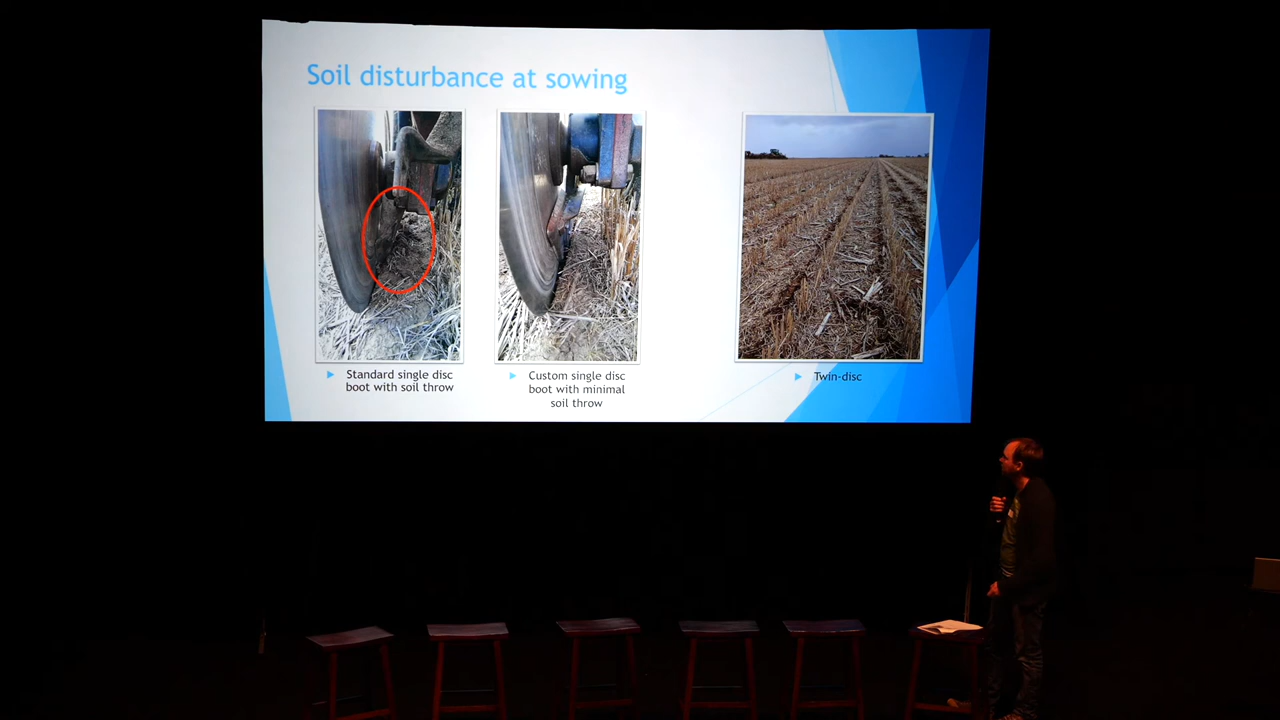 Soil disturbance at sowing
Standard single disc
boot with soil throw
Custom single disc
boot with minimal
soil throw
Twin-disc